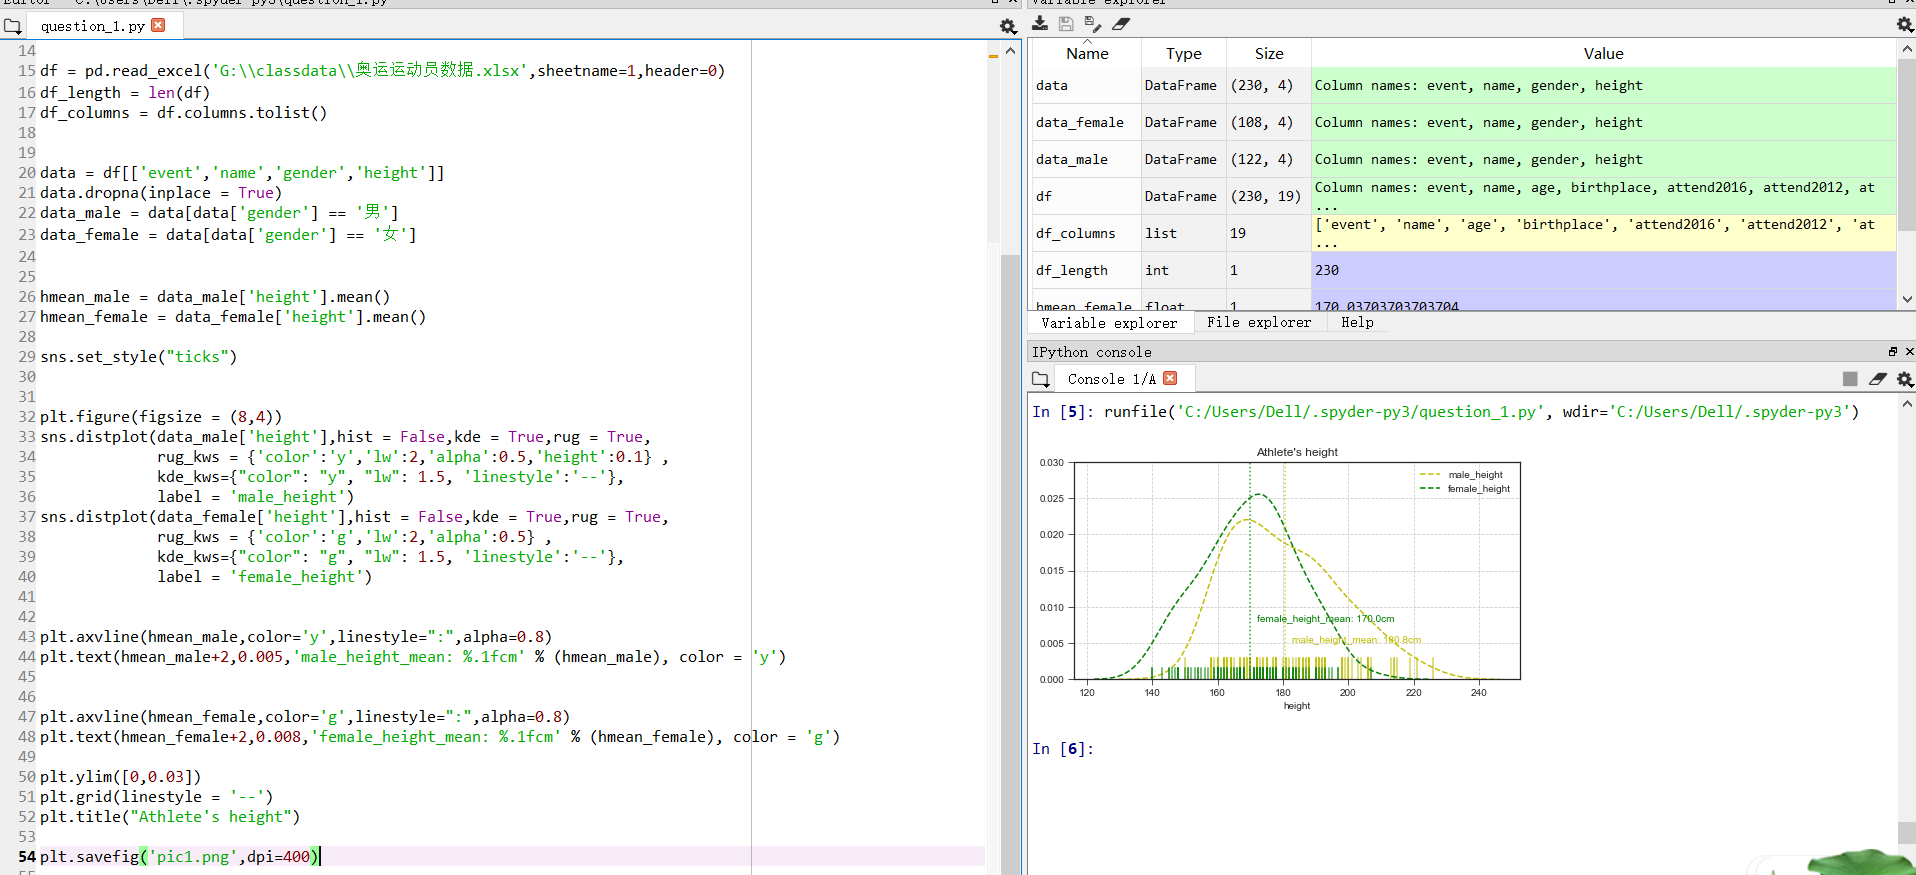 Editor - C:\Users\Dell\.spyder-py3\question_1.py
question_1.py
14
15 df = pd.read_excel('G:\\classdata\\奥运运动员数据.xlsx',sheetname=1,header=0)
16 df_length = len(df)
17 df_columns = df.columns.tolist()
18
19
20 data = df[['event','name','gender','height']]
21 data.dropna(inplace = True)
22 data_male = data[data['gender'] == '男']
23 data_female = data[data['gender'] == '女']
24
25
26 hmean_male = data_male['height'].mean()
27 hmean_female = data_female['height'].mean()
28
29 sns.set_style("ticks")
30
31
32 plt.figure(figsize = (8,4))
33 sns.distplot(data_male['height'],hist = False,kde = True,rug = True,
34 rug_kws = {'color':'y','lw':2,'alpha':0.5,'height':0.1} ,
35 kde_kws={"color": "y", "lw": 1.5, 'linestyle':'--'},
36 label = 'male_height')
37 sns.distplot(data_female['height'],hist = False,kde = True,rug = True,
38 rug_kws = {'color':'g','lw':2,'alpha':0.5} ,
39 kde_kws={"color": "g", "lw": 1.5, 'linestyle':'--'},
40 label = 'female_height')
41
42
43 plt.axvline(hmean_male,color='y',linestyle=":",alpha=0.8)
44 plt.text(hmean_male+2,0.005,'male_height_mean: %.1fcm' % (hmean_male), color = 'y')
45
46
47 plt.axvline(hmean_female,color='g',linestyle=":",alpha=0.8)
48 plt.text(hmean_female+2,0.008,'female_height_mean: %.1fcm' % (hmean_female), color = 'g')
49
50 plt.ylim([0,0.03])
51 plt.grid(linestyle = '--')
52 plt.title("Athlete's height")
53
54 plt.savefig('pic1.png',dpi=400)
Variable explorer
Name Type Size Value
data DataFrame (230, 4) Column names: event, name, gender, height
data_female DataFrame (108, 4) Column names: event, name, gender, height
data_male DataFrame (122, 4) Column names: event, name, gender, height
df DataFrame (230, 19) Column names: event, name, age, birthplace, attend2016, attend2012, at
...
df_columns list 19 ['event', 'name', 'age', 'birthplace', 'attend2016', 'attend2012', 'at
...
df_length int 1 230
hmean_female float 1 170.03703703703704
Variable explorer File explorer Help
IPython console
Console 1/A
In [5]: runfile('C:/Users/Dell/.spyder-py3/question_1.py', wdir='C:/Users/Dell/.spyder-py3')
Athlete's height
0.030
0.025
0.020
0.015
0.010
0.005
0.000
male_height
female_height
female_height_mean: 170.0cm
male_height_mean: 180.8cm
120 140 160 180 200 220 240
height
In [6]: